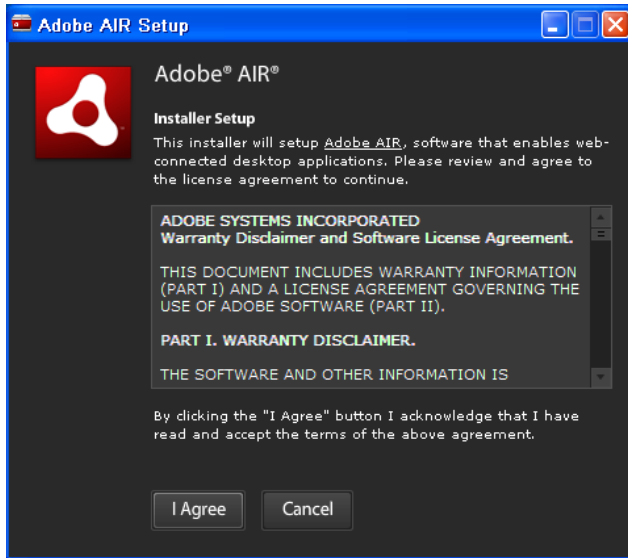 Adobe AIR Setup
Adobe® AIR®
Installer Setup
This installer will setup Adobe AIR, software that enables web-
connected desktop applications. Please review and agree to
the license agreement to continue.
ADOBE SYSTEMS INCORPORATED
Warranty Disclaimer and Software License Agreement.
THIS DOCUMENT INCLUDES WARRANTY INFORMATION
(PART I) AND A LICENSE AGREEMENT GOVERNING THE
USE OF ADOBE SOFTWARE (PART II).
PART I. WARRANTY DISCLAIMER.
THE SOFTWARE AND OTHER INFORMATION IS
By clicking the "I Agree" button I acknowledge that I have
read and accept the terms of the above agreement.
I Agree
Cancel